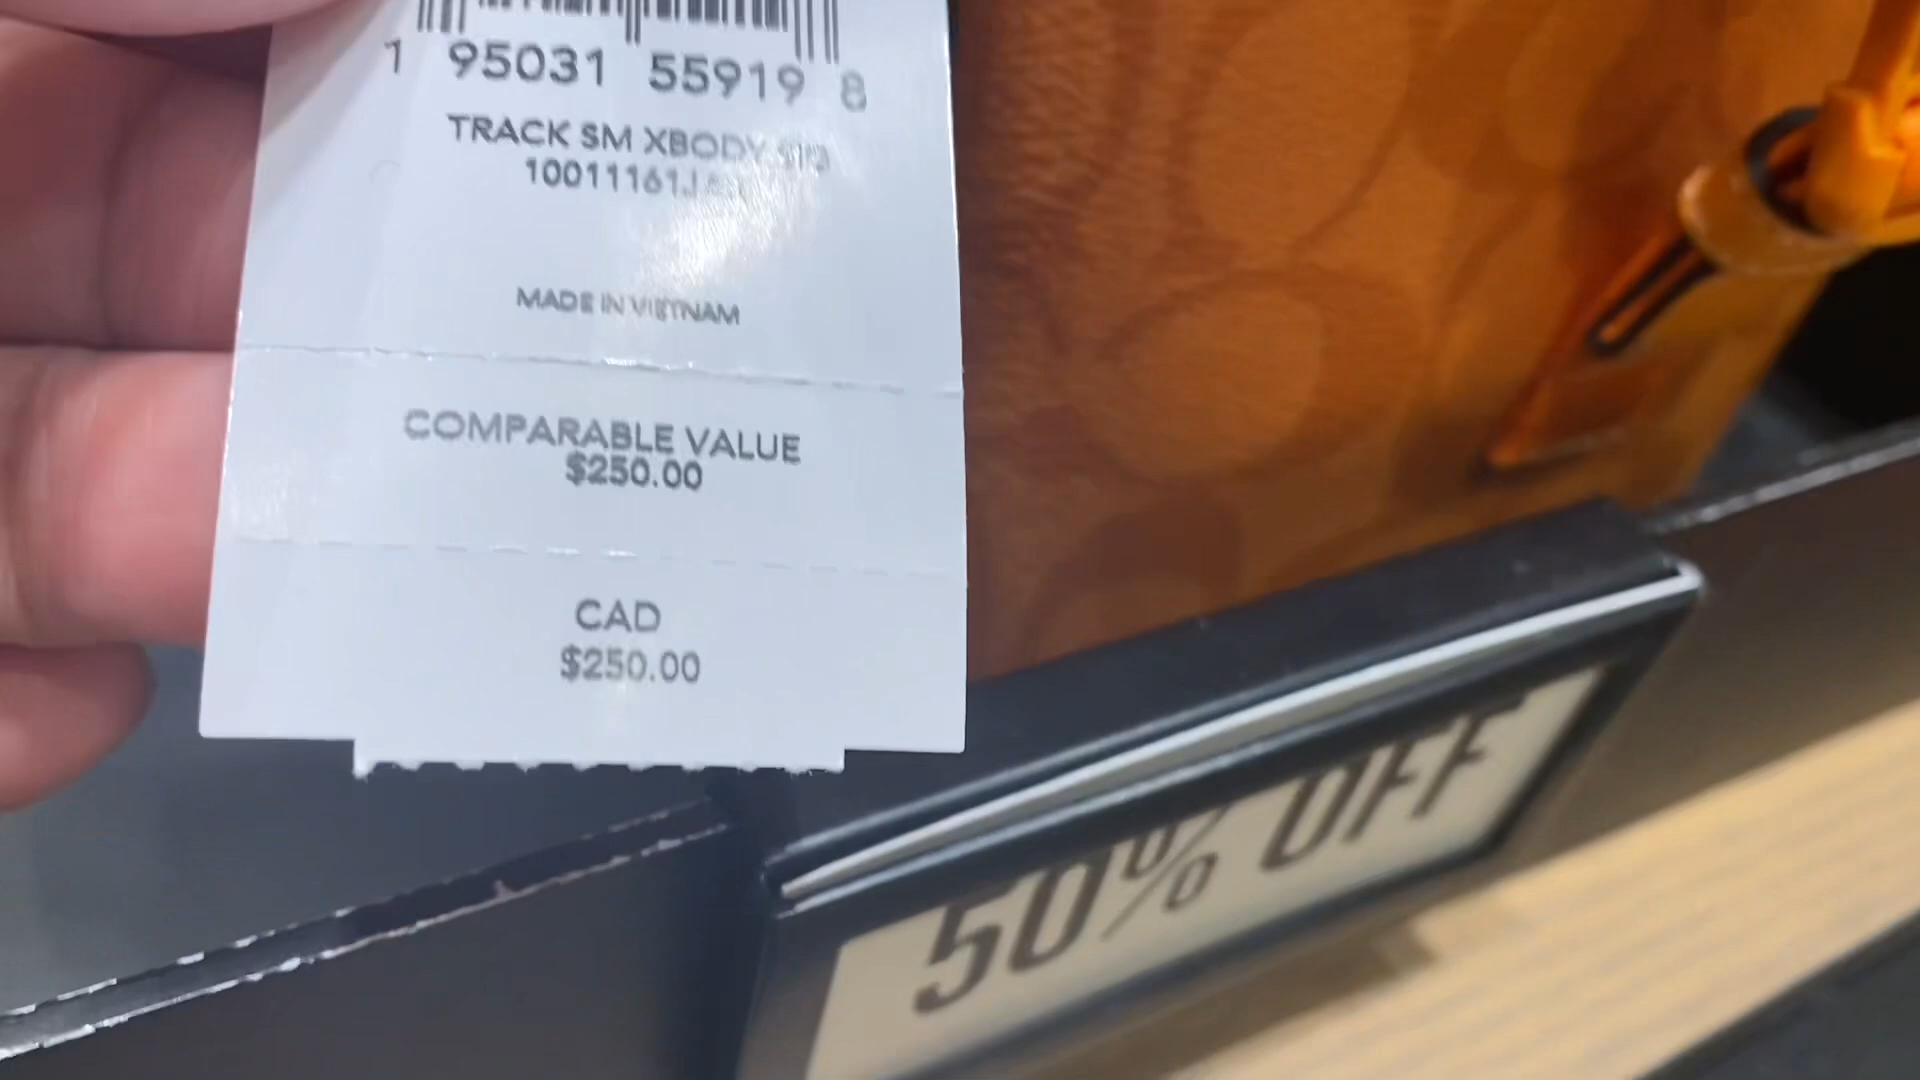 1 95031 55919 8
TRACK SM XBODY
10011161J
MADE IN VIETNAM
COMPARABLE VALUE
$250.00
CAD
$250.00
50% OFF